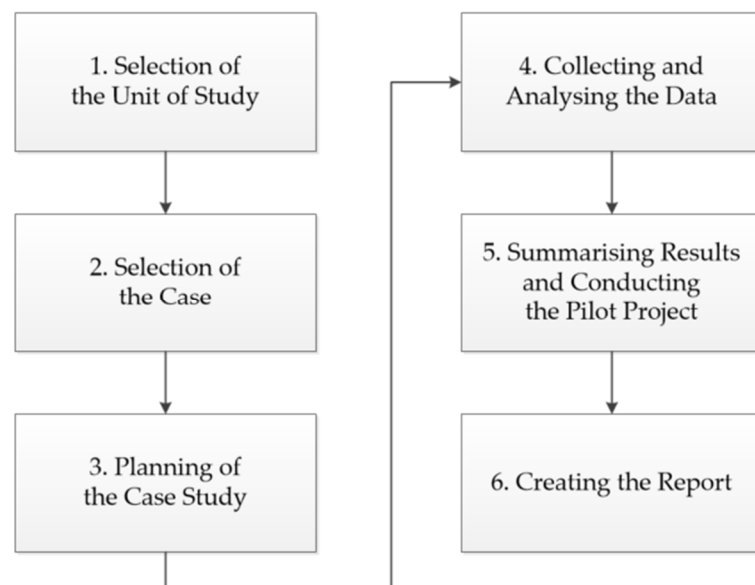 1. Selection of
the Unit of Study
2. Selection of
the Case
3. Planning of
the Case Study
4. Collecting and
Analysing the Data
5. Summarising Results
and Conducting
the Pilot Project
6. Creating the Report